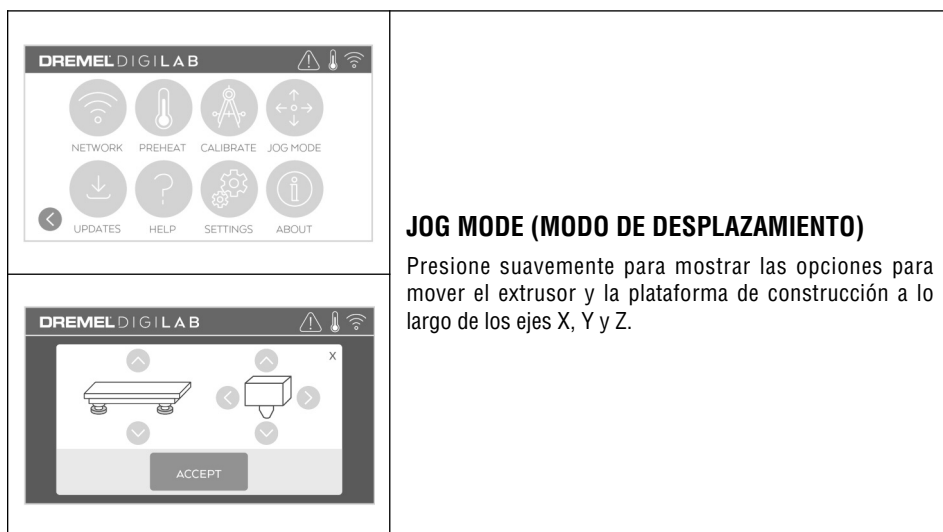 DREMEL DIGILAB
NETWORK PREHEAT CALIBRATE JOG MODE
UPDATES HELP SETTINGS ABOUT
DREMEL DIGILAB
X
ACCEPT
JOG MODE (MODO DE DESPLAZAMIENTO)
Presione suavemente para mostrar las opciones para
mover el extrusor y la plataforma de construcción a lo
largo de los ejes X, Y y Z.